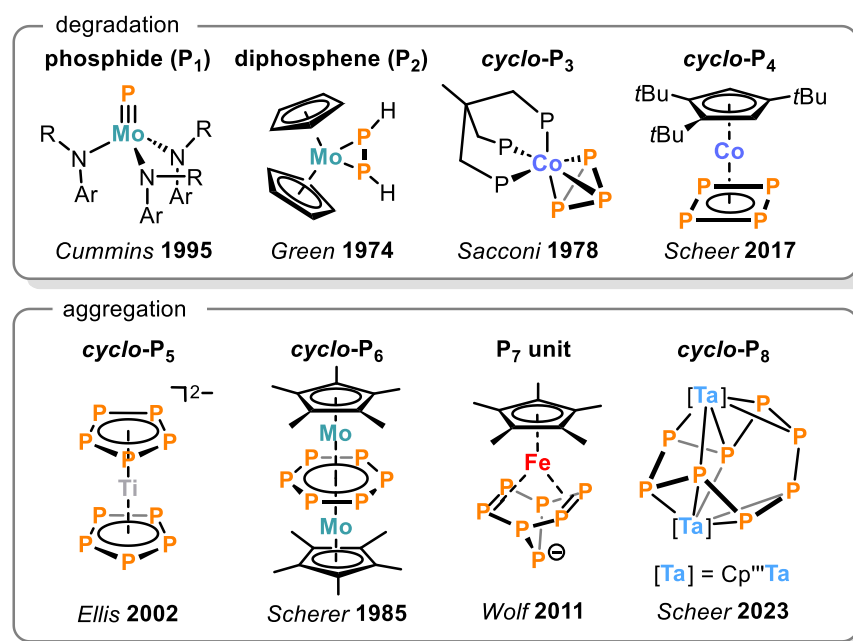 degradation
phosphide (P₁) diphosphene (P₂) cyclo-P₃ cyclo-P₄
P
Mo
R N Ar
N R Ar
N R Ar
Mo P P H H
P P P Co P P P
tBu tBu tBu
Co
P P P P
Cummins 1995 Green 1974 Sacconi 1978 Scheer 2017
aggregation
cyclo-P₅ cyclo-P₆ P₇ unit cyclo-P₈
2−
P P P P P
Ti
P P P P P
Mo
P P P P P P
Mo
Fe
P P P P P P P ⊖
[Ta] P P P P P P P P [Ta]
[Ta] = Cp'''Ta
Ellis 2002 Scherer 1985 Wolf 2011 Scheer 2023